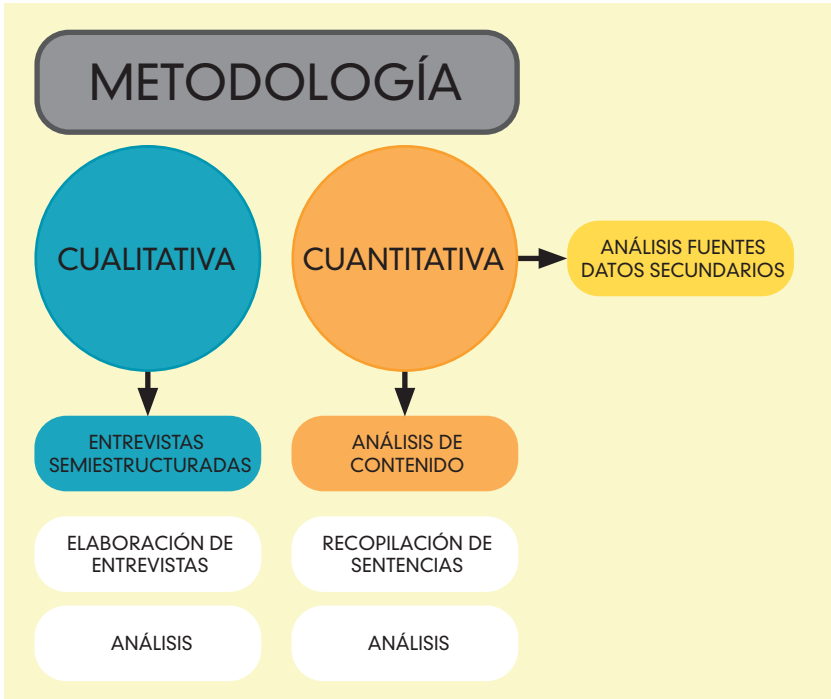 METODOLOGÍA
CUALITATIVA
CUANTITATIVA
ANÁLISIS FUENTES
DATOS SECUNDARIOS
ENTREVISTAS
SEMIESTRUCTURADAS
ANÁLISIS DE
CONTENIDO
ELABORACIÓN DE
ENTREVISTAS
RECOPILACIÓN DE
SENTENCIAS
ANÁLISIS
ANÁLISIS